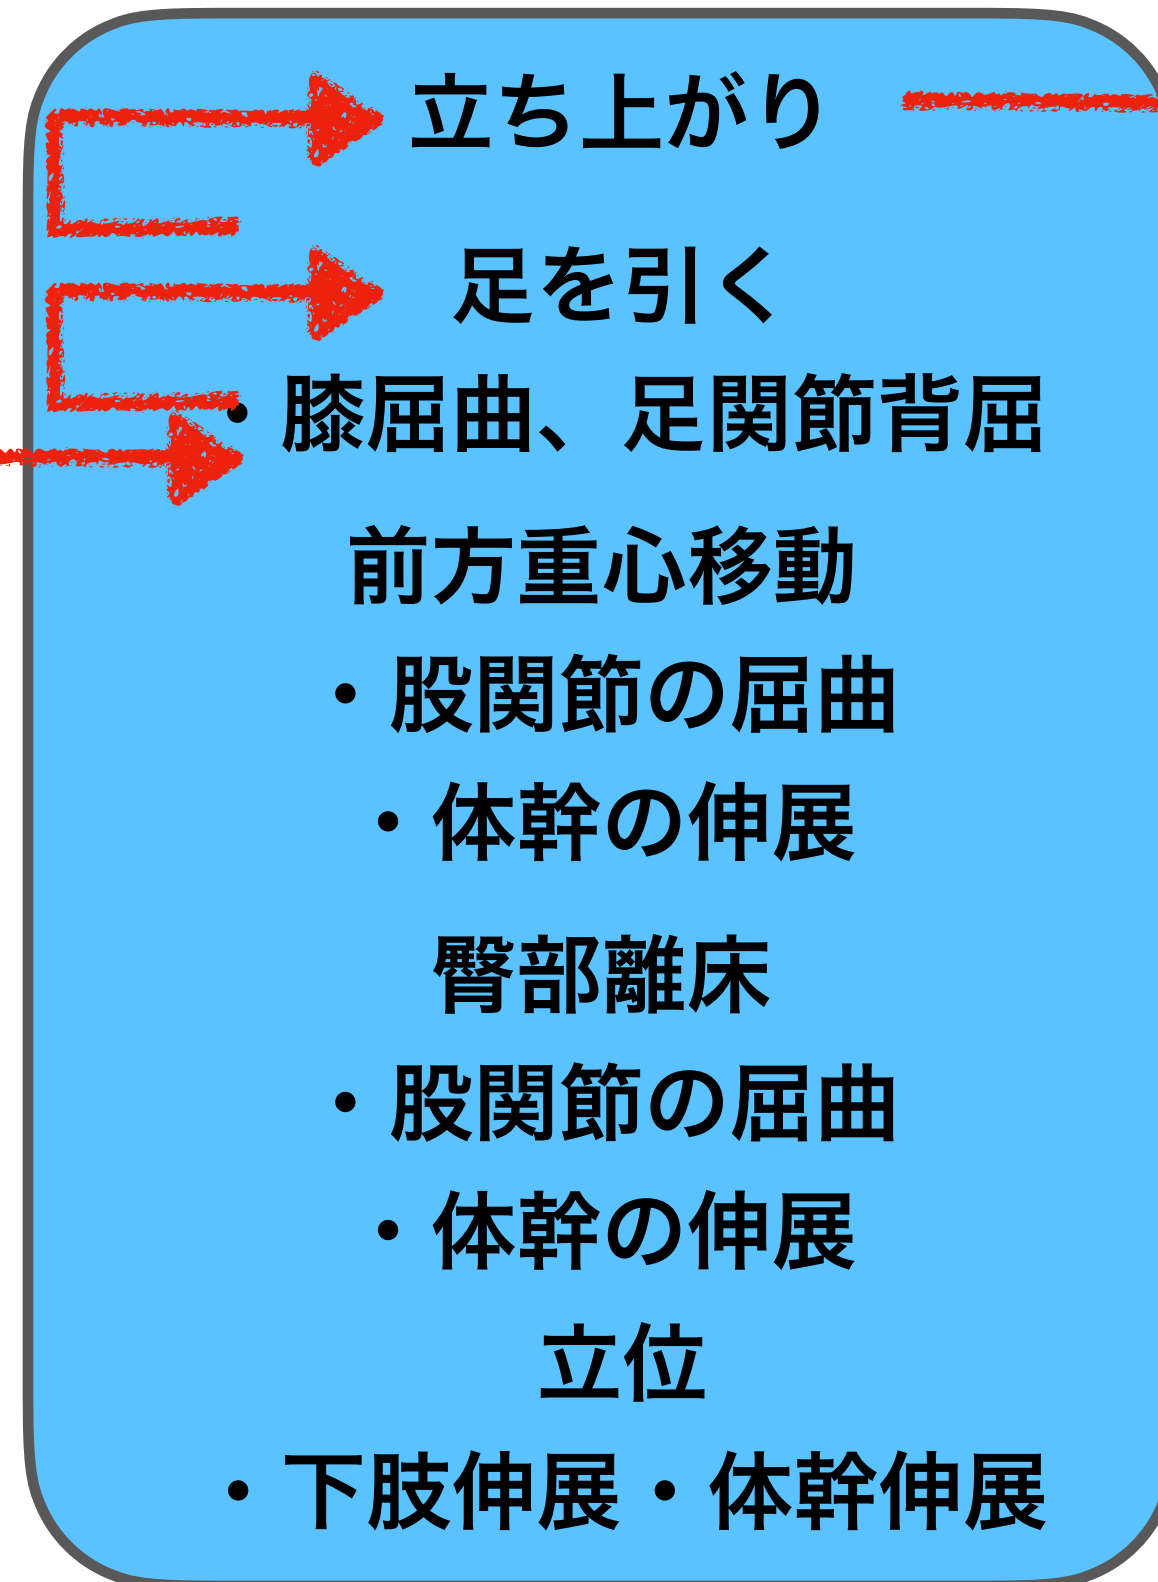 立ち上がり
足を引く
・膝屈曲、足関節背屈
前方重心移動
・股関節の屈曲
・体幹の伸展
臀部離床
・股関節の屈曲
・体幹の伸展
立位
・下肢伸展・体幹伸展